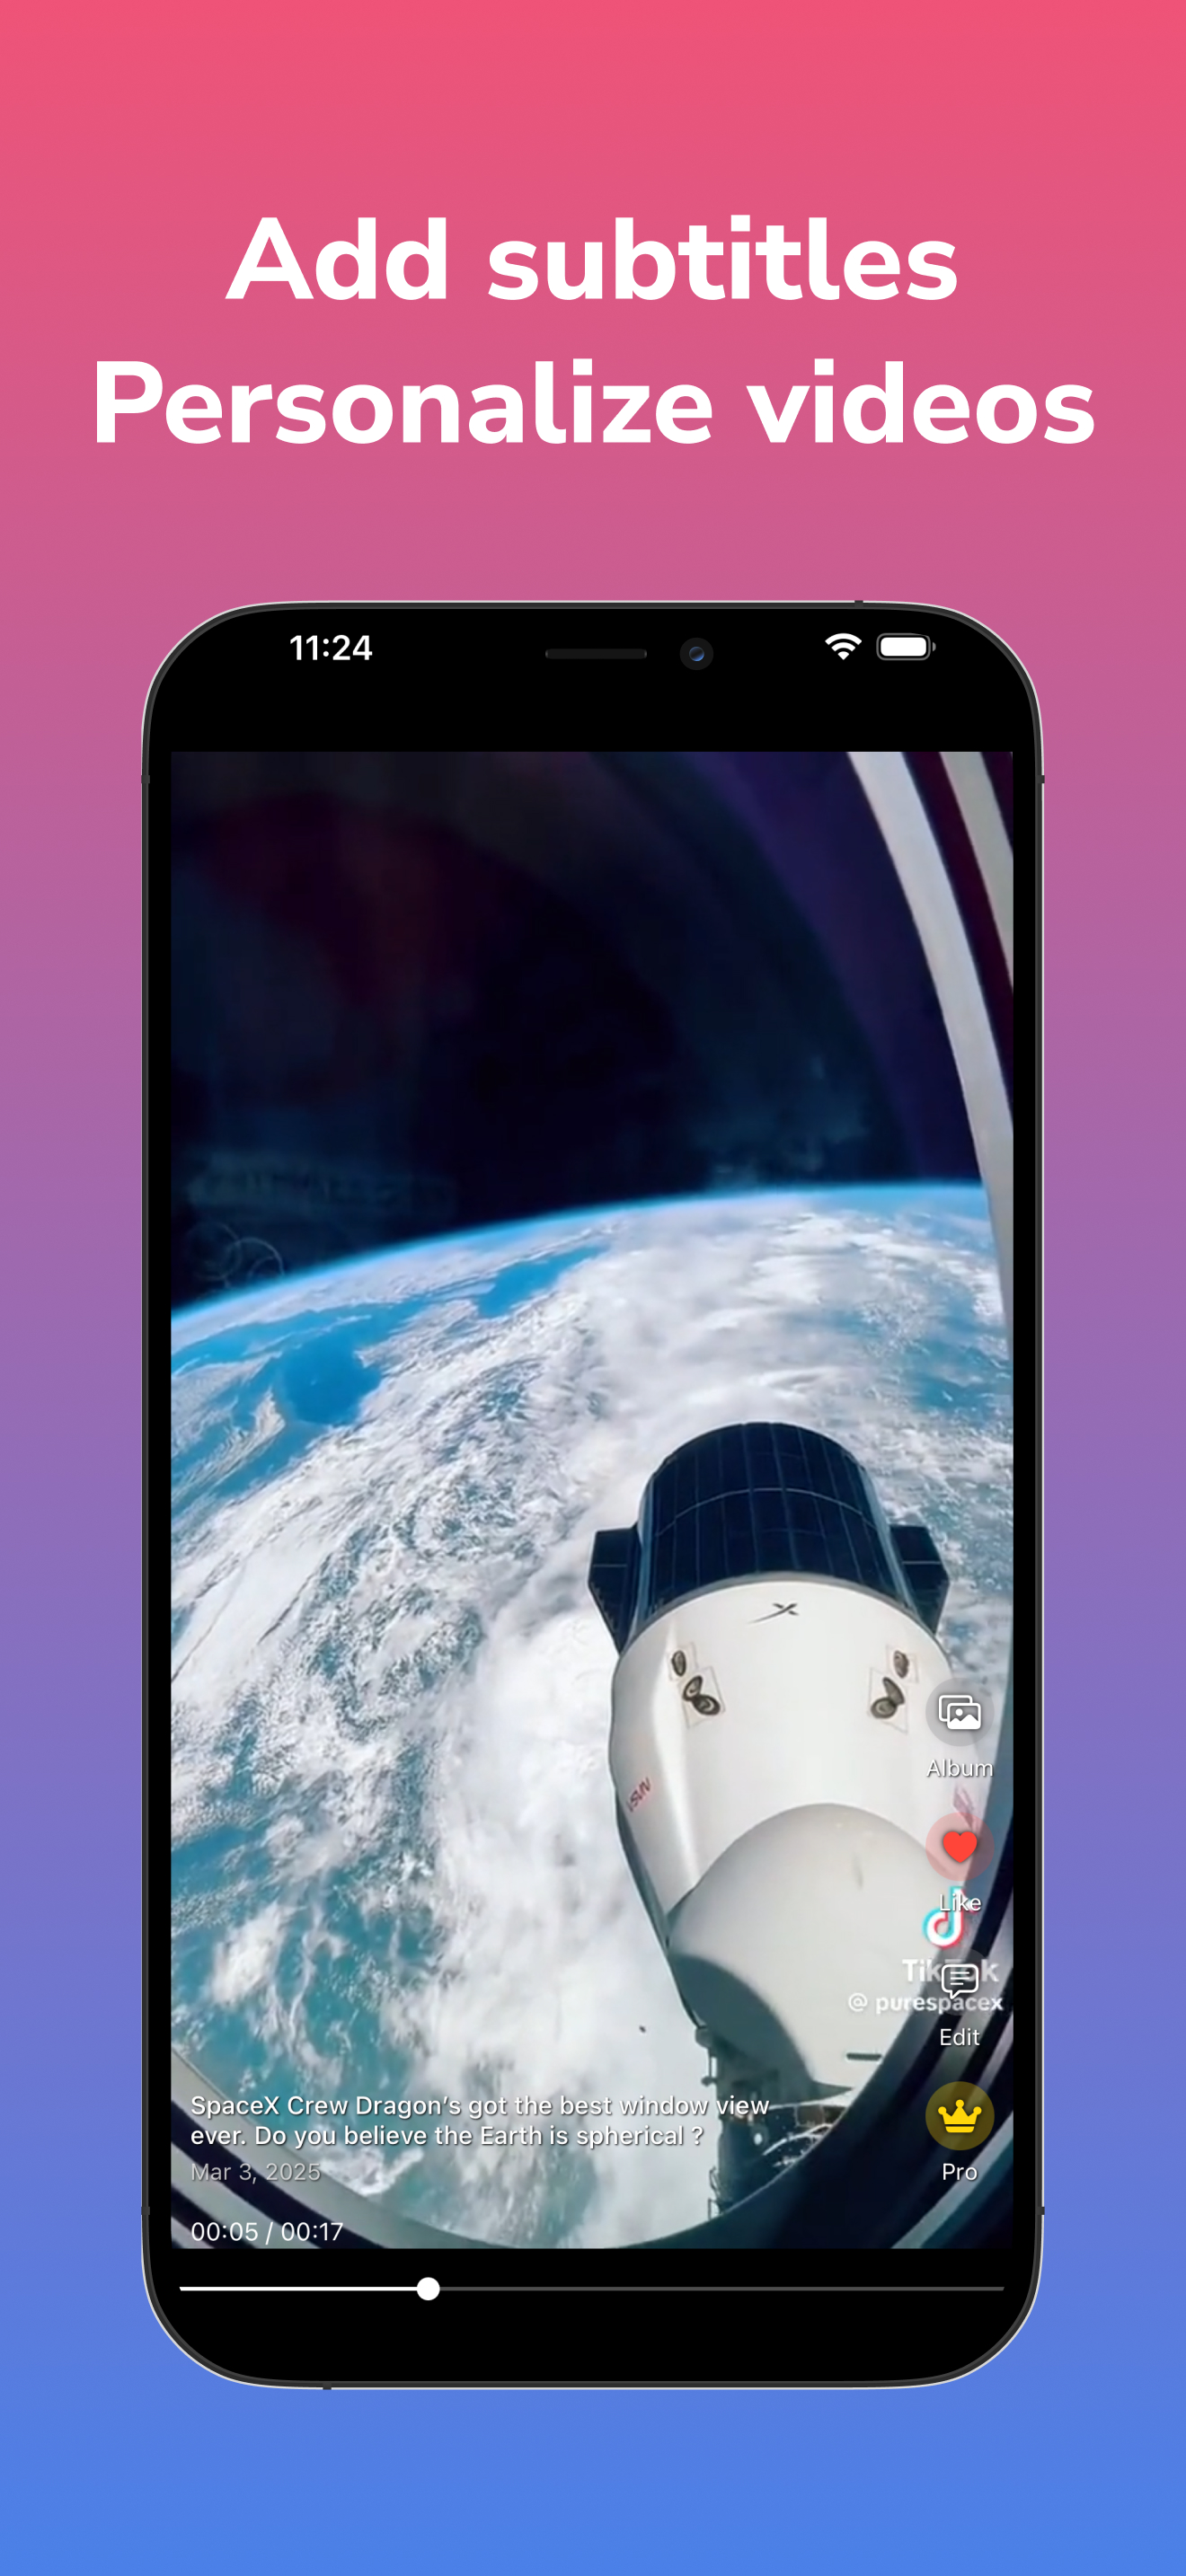 Add subtitles
Personalize videos
11:24
Album
Like
TikTok
@ purespacex
Edit
SpaceX Crew Dragon's got the best window view
ever. Do you believe the Earth is spherical ?
Mar 3, 2025
Pro
00:05 / 00:17